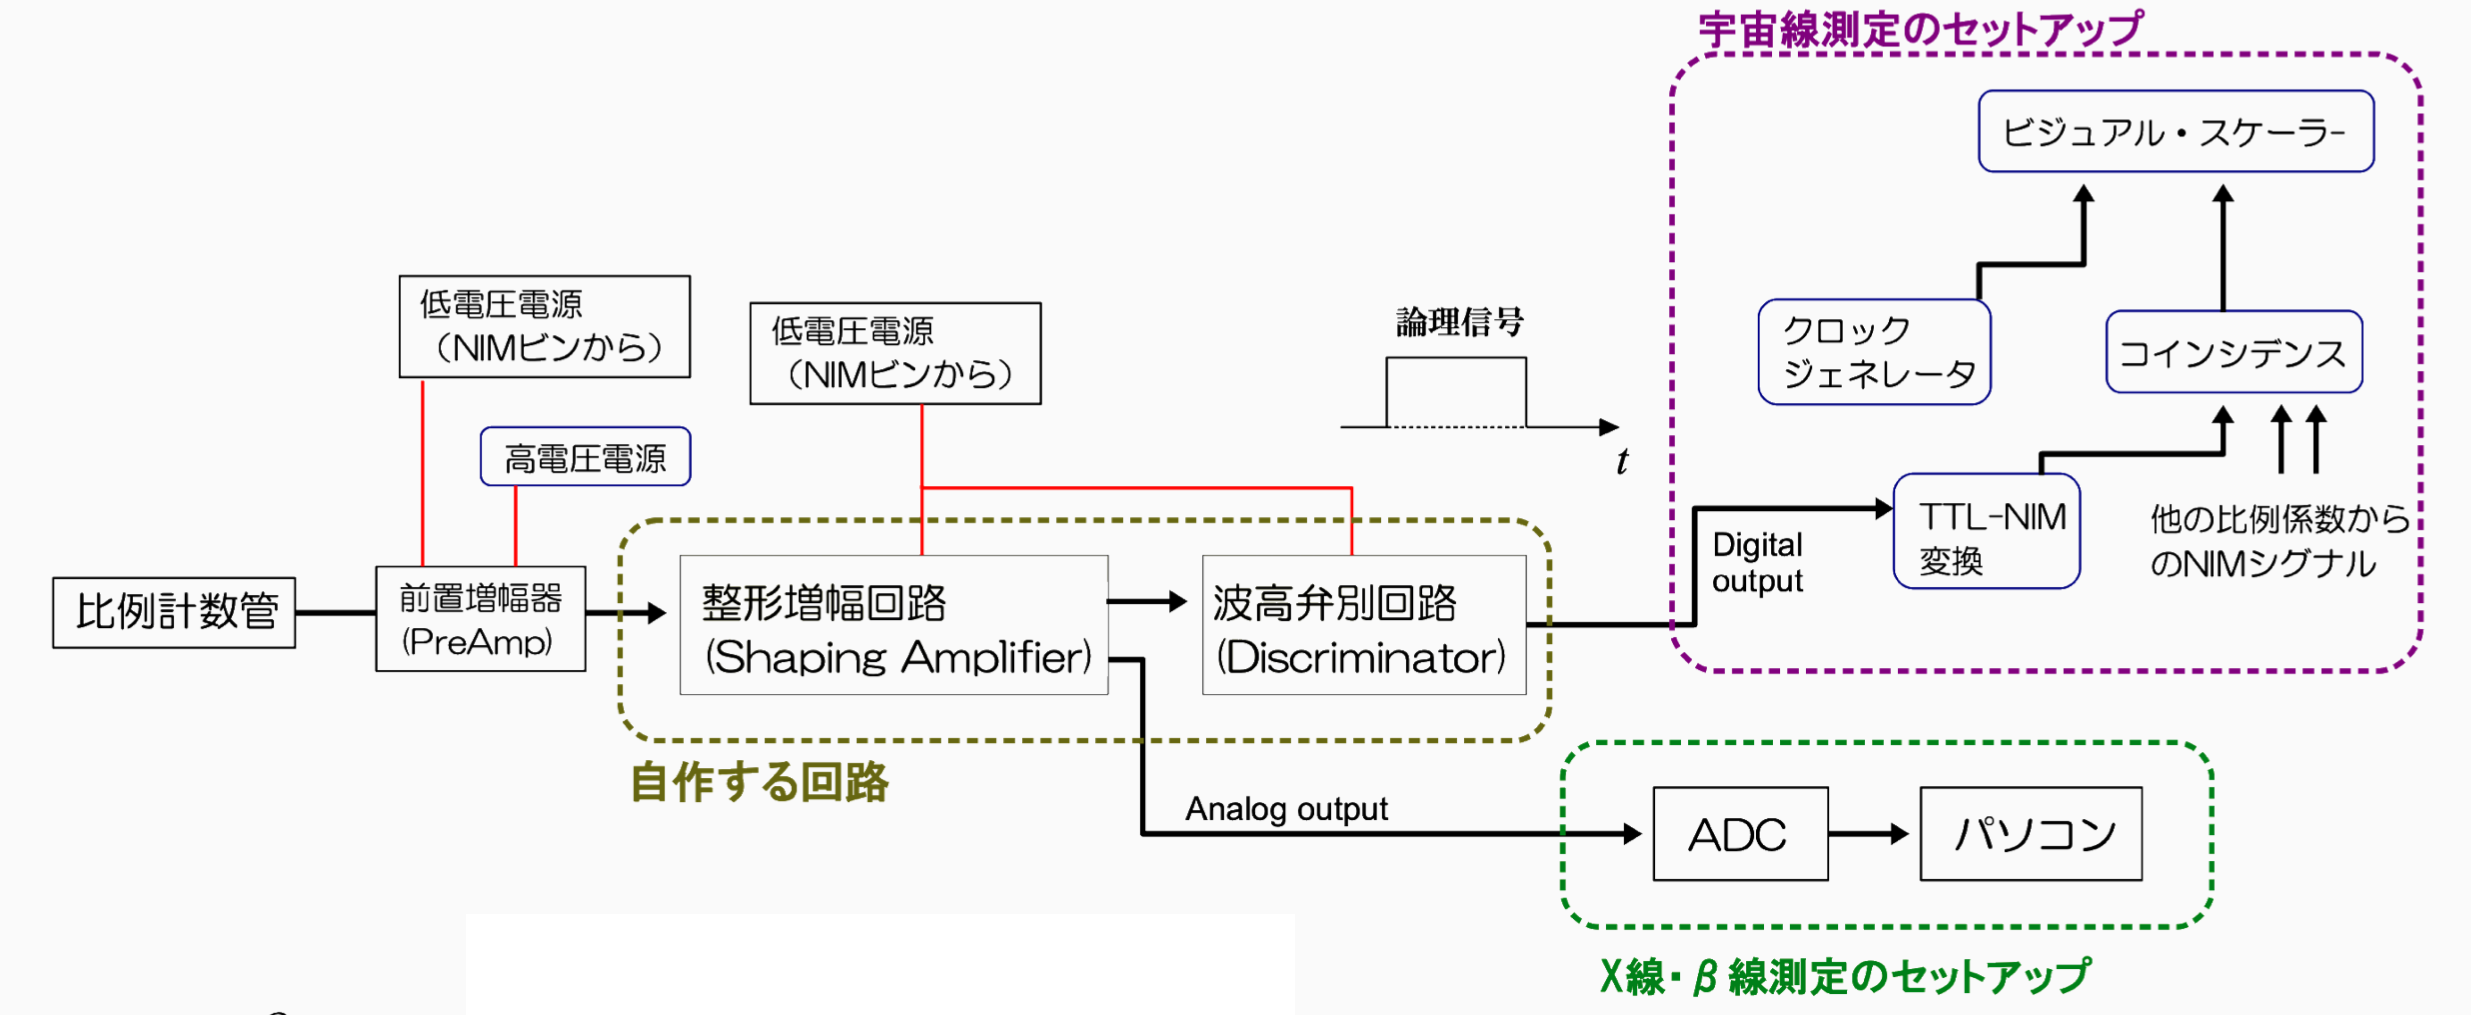 宇宙線測定のセットアップ
ビジュアル・スケーラー
低電圧電源
（NIMビンから）
低電圧電源
（NIMビンから）
論理信号
クロック
ジェネレータ
コインシデンス
高電圧電源
t
TTL-NIM
変換
他の比例係数から
のNIMシグナル
Digital
output
比例計数管
前置増幅器
(PreAmp)
整形増幅回路
(Shaping Amplifier)
波高弁別回路
(Discriminator)
自作する回路
Analog output
ADC
パソコン
X線・β線測定のセットアップ